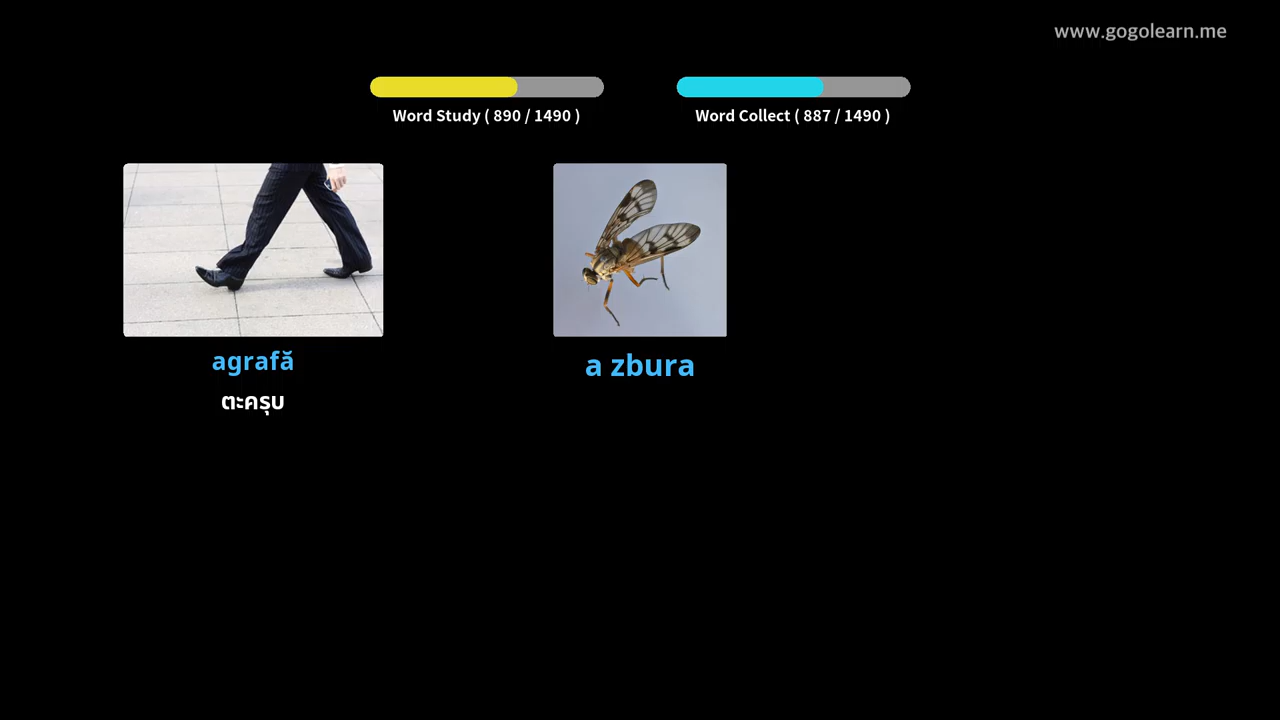 www.gogolearn.me
Word Study ( 890 / 1490 )
Word Collect ( 887 / 1490 )
agrafă
ตะครุบ
a zbura